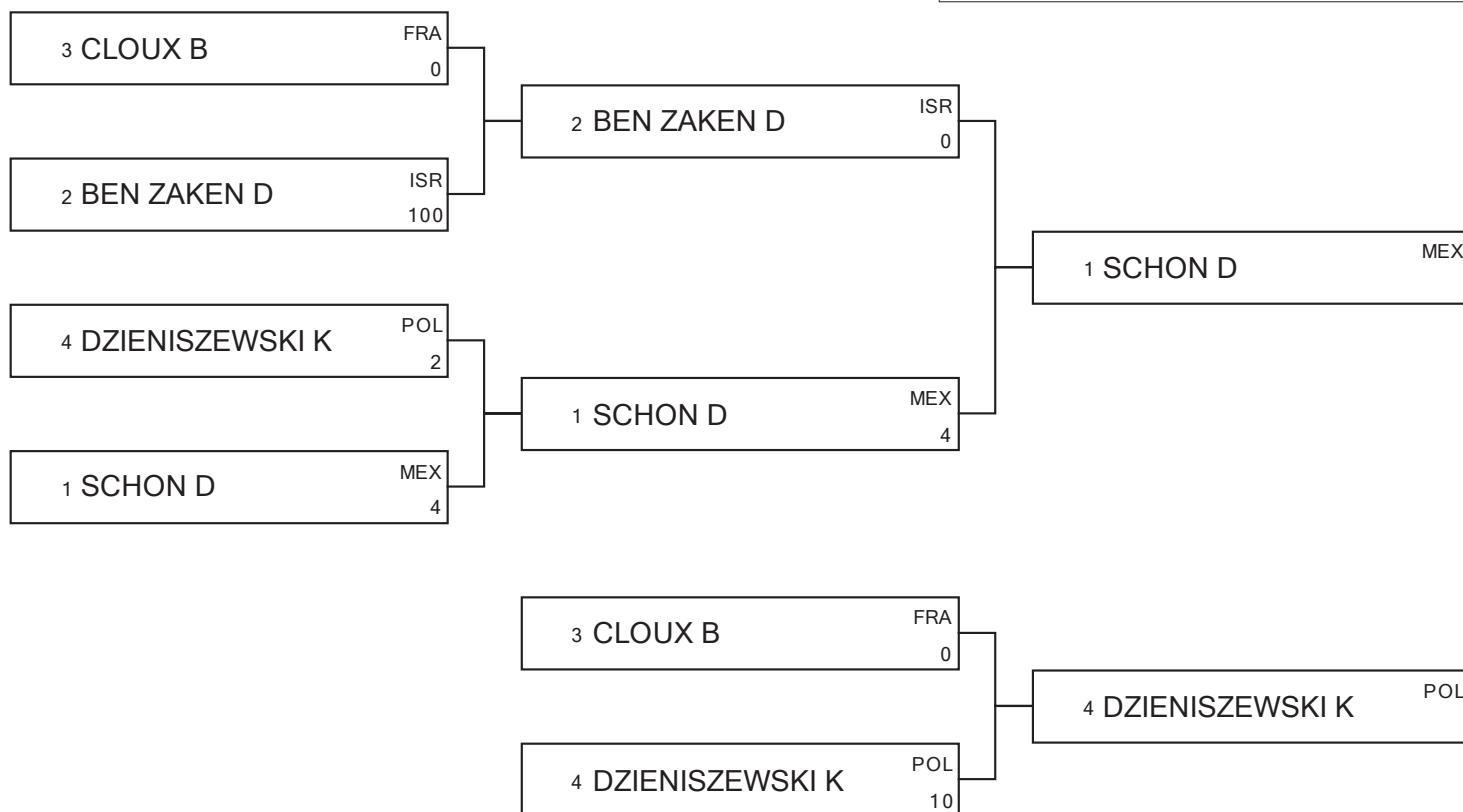 3 CLOUX B FRA
0
2 BEN ZAKEN D ISR
100
4 DZIENISZEWSKI K POL
2
1 SCHON D MEX
4
2 BEN ZAKEN D ISR
0
1 SCHON D MEX
4
1 SCHON D MEX
3 CLOUX B FRA
0
4 DZIENISZEWSKI K POL
10
4 DZIENISZEWSKI K POL